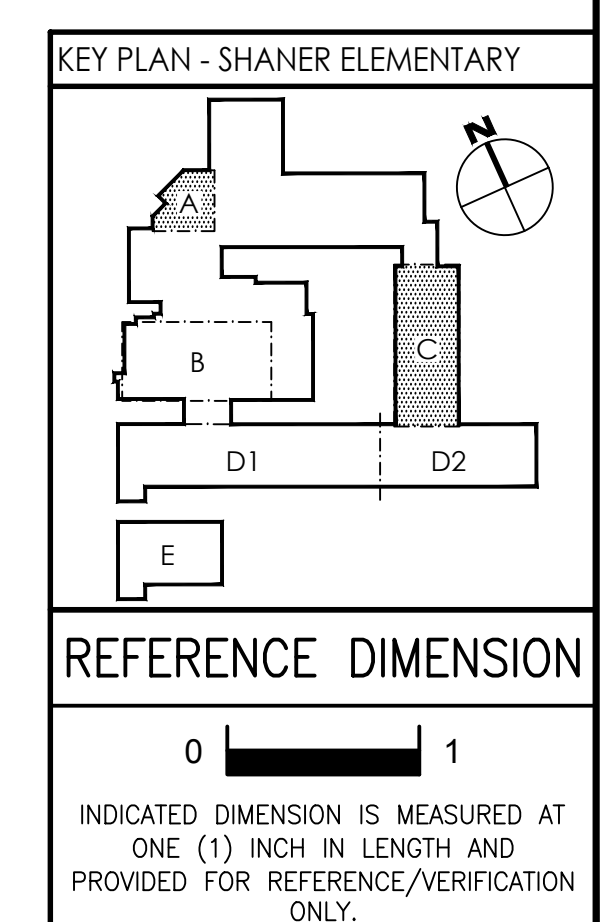 KEY PLAN - SHANER ELEMENTARY
N
A
B
C
D1
D2
E
REFERENCE DIMENSION
0 1
INDICATED DIMENSION IS MEASURED AT
ONE (1) INCH IN LENGTH AND
PROVIDED FOR REFERENCE/VERIFICATION
ONLY.